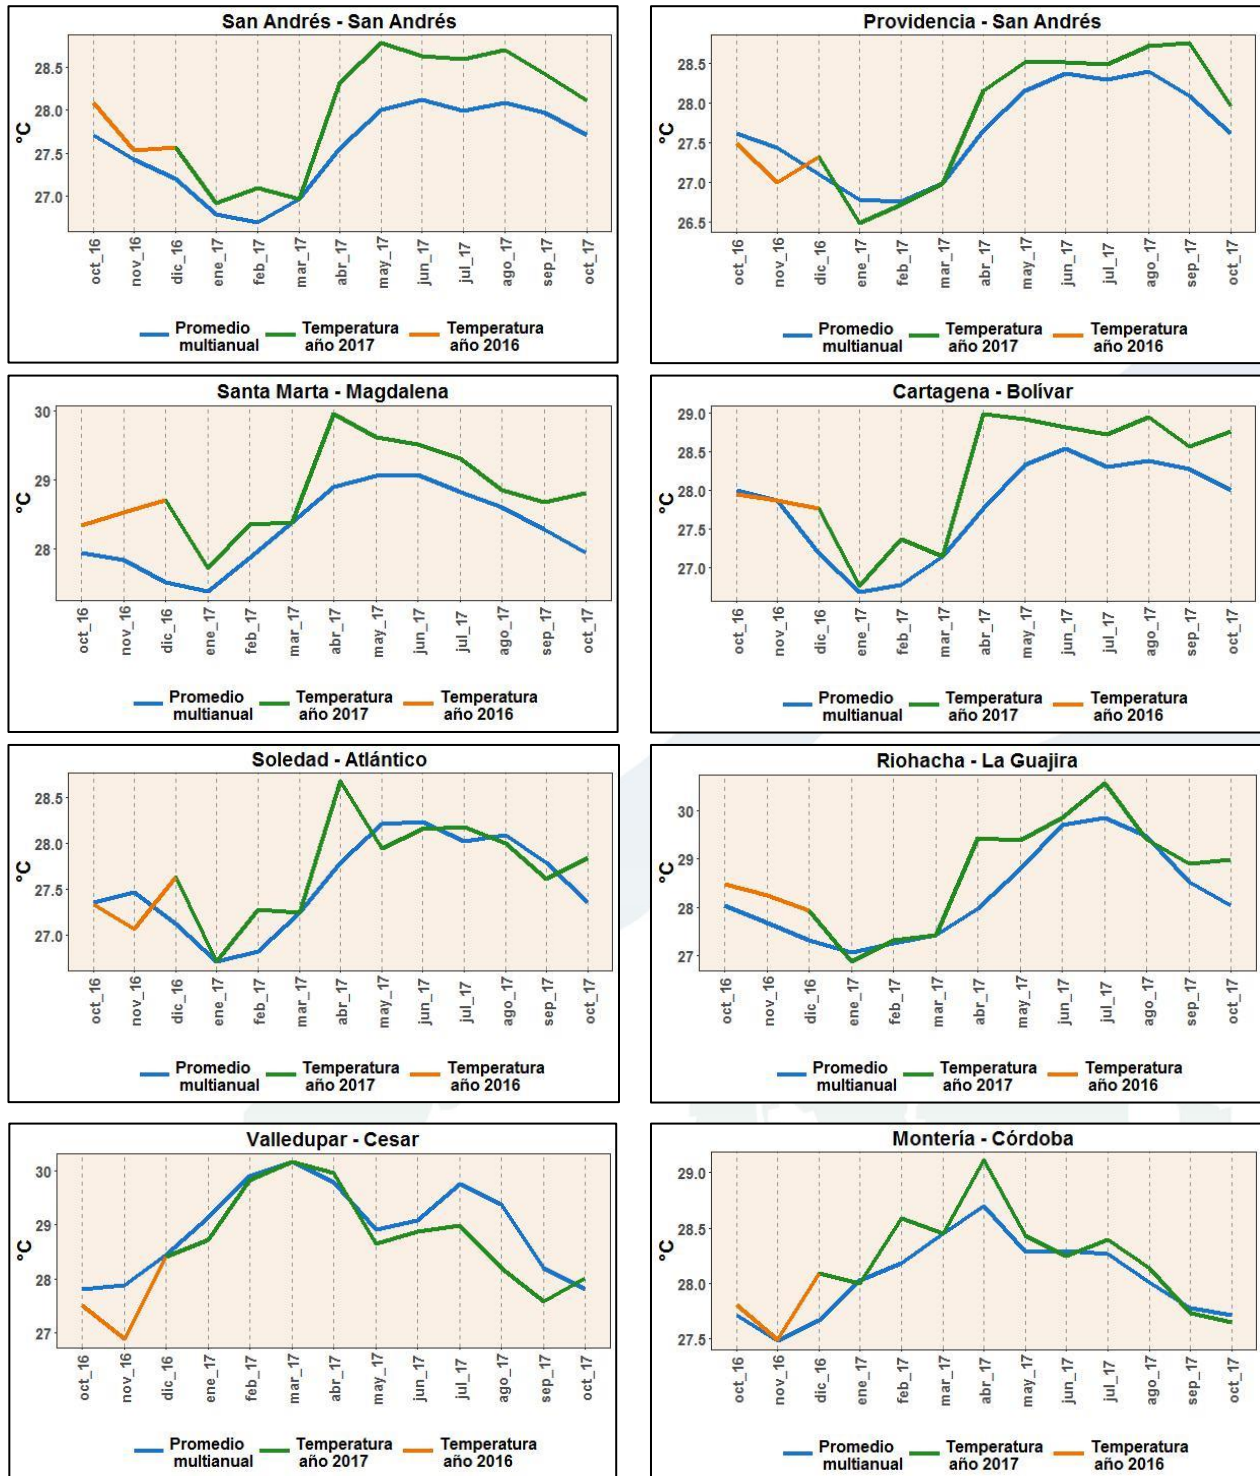 San Andrés - San Andrés
°C
28.5
28.0
27.5
27.0
oct_16
nov_16
dic_16
ene_17
feb_17
mar_17
abr_17
may_17
jun_17
jul_17
ago_17
sep_17
oct_17
Promedio multianual
Temperatura año 2017
Temperatura año 2016
Providencia - San Andrés
°C
28.5
28.0
27.5
27.0
26.5
oct_16
nov_16
dic_16
ene_17
feb_17
mar_17
abr_17
may_17
jun_17
jul_17
ago_17
sep_17
oct_17
Promedio multianual
Temperatura año 2017
Temperatura año 2016
Santa Marta - Magdalena
°C
30
29
28
oct_16
nov_16
dic_16
ene_17
feb_17
mar_17
abr_17
may_17
jun_17
jul_17
ago_17
sep_17
oct_17
Promedio multianual
Temperatura año 2017
Temperatura año 2016
Cartagena - Bolívar
°C
29.0
28.5
28.0
27.5
27.0
oct_16
nov_16
dic_16
ene_17
feb_17
mar_17
abr_17
may_17
jun_17
jul_17
ago_17
sep_17
oct_17
Promedio multianual
Temperatura año 2017
Temperatura año 2016
Soledad - Atlántico
°C
28.5
28.0
27.5
27.0
oct_16
nov_16
dic_16
ene_17
feb_17
mar_17
abr_17
may_17
jun_17
jul_17
ago_17
sep_17
oct_17
Promedio multianual
Temperatura año 2017
Temperatura año 2016
Riohacha - La Guajira
°C
30
29
28
27
oct_16
nov_16
dic_16
ene_17
feb_17
mar_17
abr_17
may_17
jun_17
jul_17
ago_17
sep_17
oct_17
Promedio multianual
Temperatura año 2017
Temperatura año 2016
Valledupar - Cesar
°C
30
29
28
27
oct_16
nov_16
dic_16
ene_17
feb_17
mar_17
abr_17
may_17
jun_17
jul_17
ago_17
sep_17
oct_17
Promedio multianual
Temperatura año 2017
Temperatura año 2016
Montería - Córdoba
°C
29.0
28.5
28.0
27.5
oct_16
nov_16
dic_16
ene_17
feb_17
mar_17
abr_17
may_17
jun_17
jul_17
ago_17
sep_17
oct_17
Promedio multianual
Temperatura año 2017
Temperatura año 2016